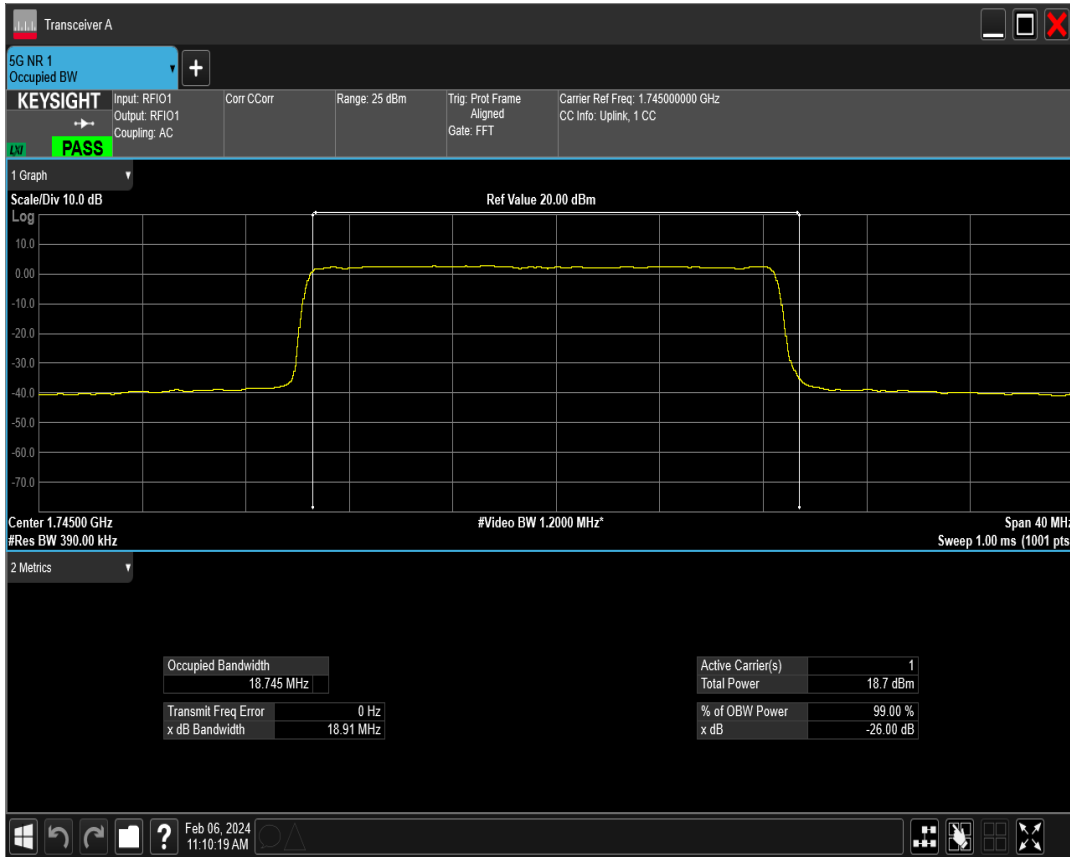 Transceiver A
5G NR 1
Occupied BW
+
KEYSIGHT
LXI
PASS
Input: RFIO1
Output: RFIO1
Coupling: AC
Corr CCorr
Range: 25 dBm
Trig: Prot Frame
Aligned
Gate: FFT
Carrier Ref Freq: 1.745000000 GHz
CC Info: Uplink, 1 CC
1 Graph
Scale/Div 10.0 dB
Ref Value 20.00 dBm
Log
10.0
0.00
-10.0
-20.0
-30.0
-40.0
-50.0
-60.0
-70.0
Center 1.74500 GHz
#Video BW 1.2000 MHz*
Span 40 MHz
#Res BW 390.00 kHz
Sweep 1.00 ms (1001 pts
2 Metrics
Occupied Bandwidth
18.745 MHz
Transmit Freq Error 0 Hz
x dB Bandwidth 18.91 MHz
Active Carrier(s) 1
Total Power 18.7 dBm
% of OBW Power 99.00 %
x dB -26.00 dB
?
Feb 06, 2024
11:10:19 AM